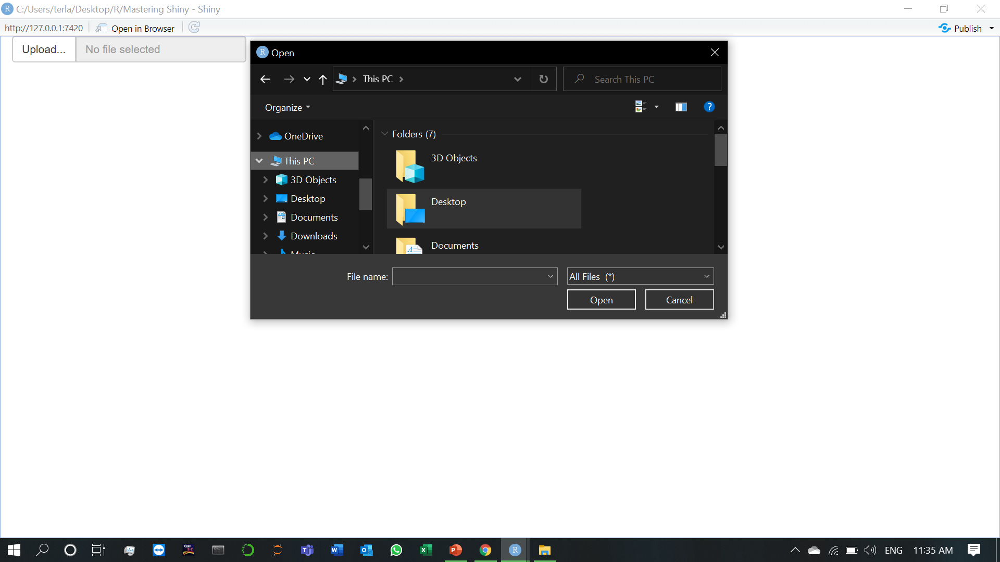 C:/Users/terla/Desktop/R/Mastering Shiny - Shiny
http://127.0.0.1:7420 Open in Browser Publish
Upload... No file selected
Open
This PC Search This PC
Organize
OneDrive
This PC
3D Objects
Desktop
Documents
Downloads
Music
Folders (7)
3D Objects
Desktop
Documents
File name: All Files (*)
Open Cancel
ENG 11:35 AM